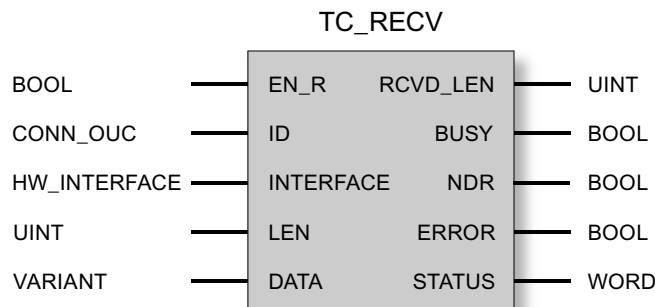 TC_RECV
BOOL EN_R RCVD_LEN UINT
CONN_OUC ID BUSY BOOL
HW_INTERFACE INTERFACE NDR BOOL
UINT LEN ERROR BOOL
VARIANT DATA STATUS WORD